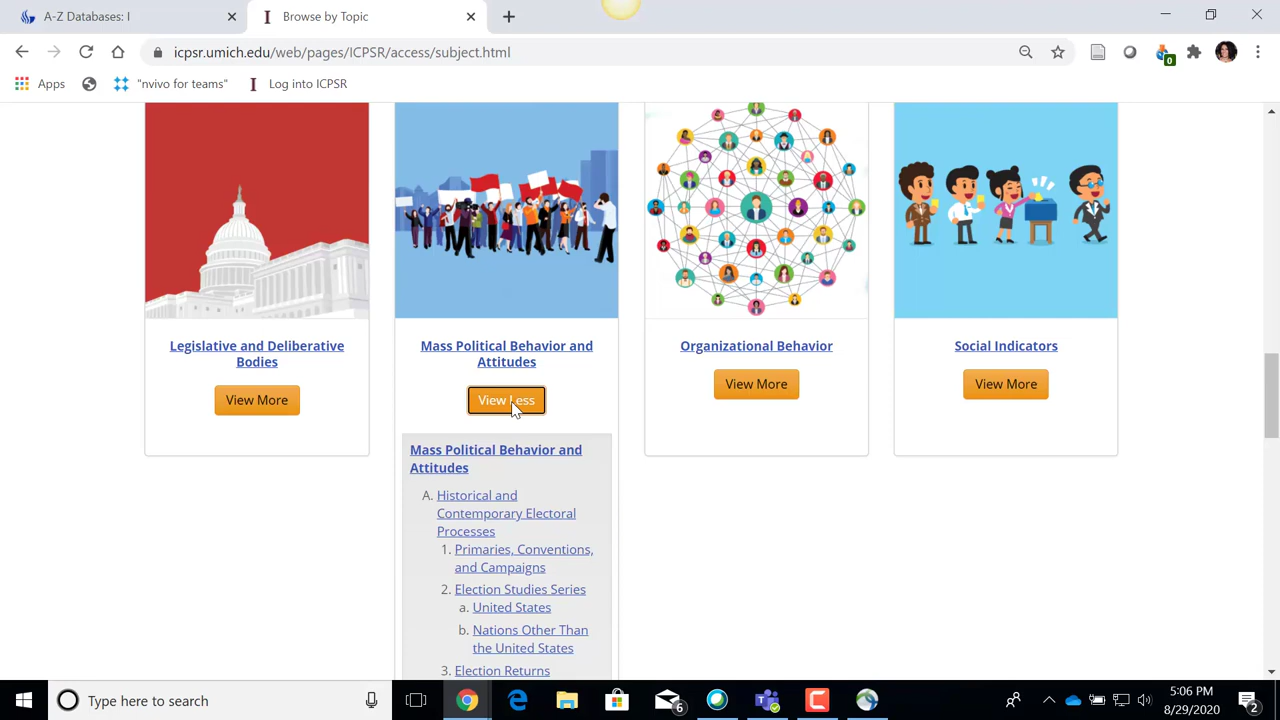 A-Z Databases: I
Browse by Topic
icpsr.umich.edu/web/pages/ICPSR/access/subject.html
0
Apps
"nvivo for teams"
Log into ICPSR
Legislative and Deliberative
Bodies
View More
Mass Political Behavior and
Attitudes
View Less
Organizational Behavior
View More
Social Indicators
View More
Mass Political Behavior and
Attitudes
A. Historical and
Contemporary Electoral
Processes
1. Primaries, Conventions,
and Campaigns
2. Election Studies Series
a. United States
b. Nations Other Than
the United States
3. Election Returns
Type here to search
6
5:06 PM
8/29/2020
2